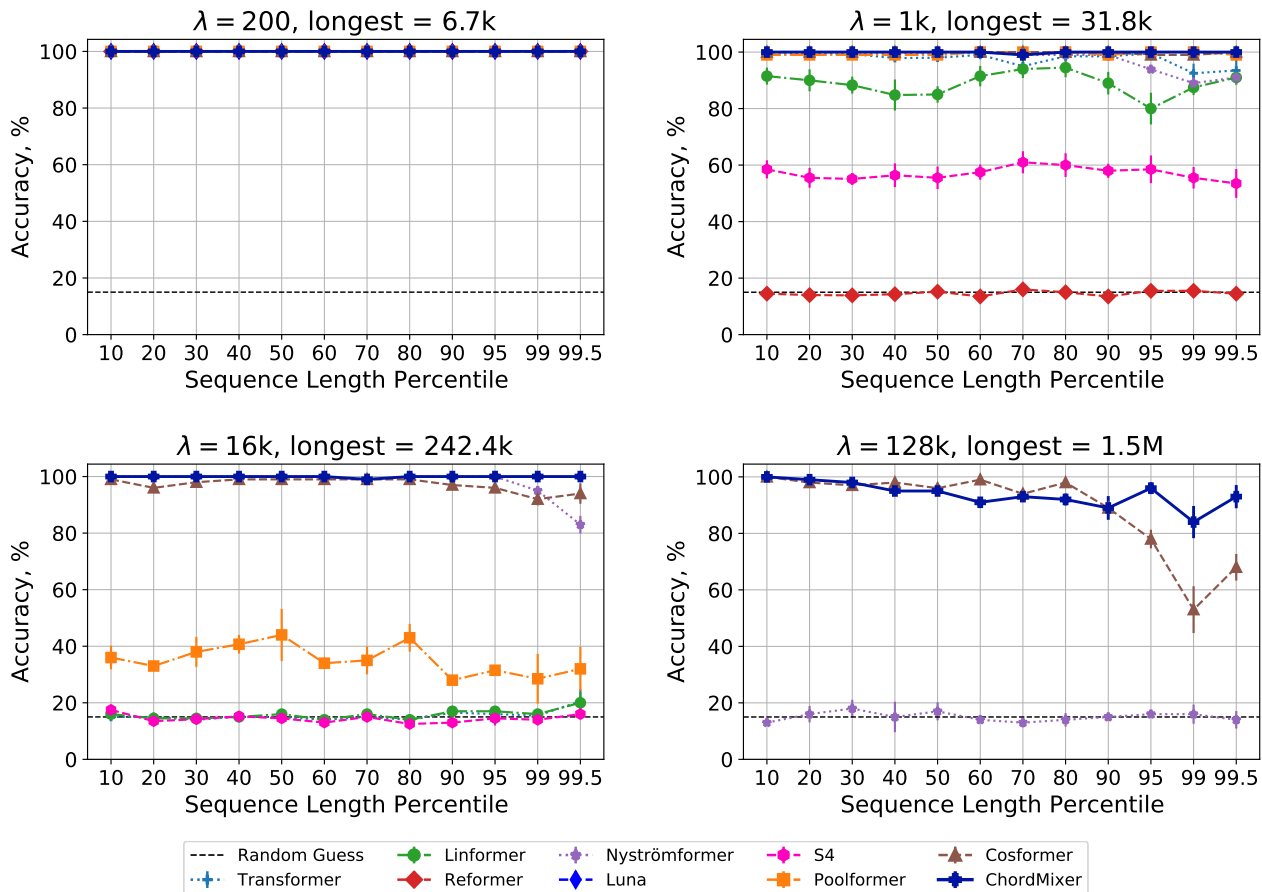 λ = 200, longest = 6.7k
100
80
60
40
20
0
Accuracy, %
10 20 30 40 50 60 70 80 90 95 99 99.5
Sequence Length Percentile
λ = 1k, longest = 31.8k
100
80
60
40
20
0
Accuracy, %
10 20 30 40 50 60 70 80 90 95 99 99.5
Sequence Length Percentile
λ = 16k, longest = 242.4k
100
80
60
40
20
0
Accuracy, %
10 20 30 40 50 60 70 80 90 95 99 99.5
Sequence Length Percentile
λ = 128k, longest = 1.5M
100
80
60
40
20
0
Accuracy, %
10 20 30 40 50 60 70 80 90 95 99 99.5
Sequence Length Percentile
Random Guess Linformer Nyströmformer S4 Cosformer
Transformer Reformer Luna Poolformer ChordMixer